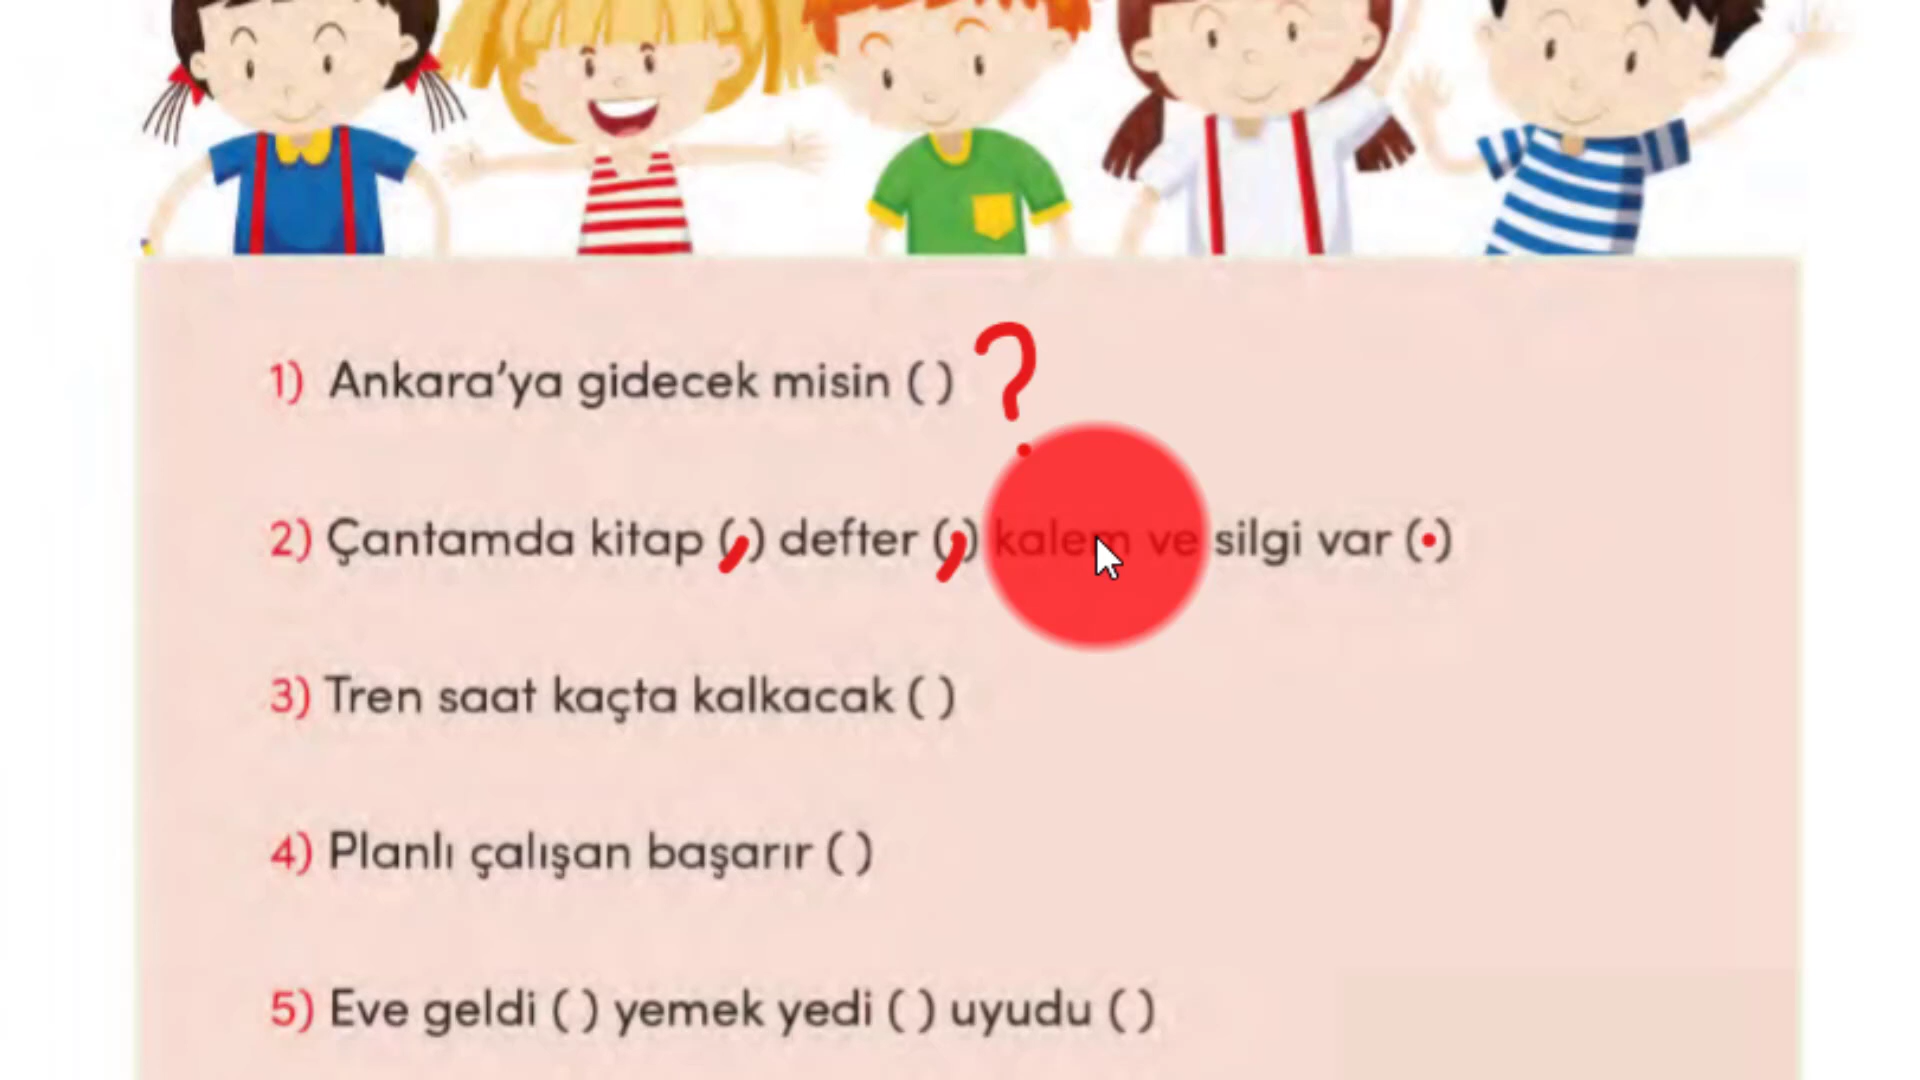 1) Ankara'ya gidecek misin ( ) ?
2) Çantamda kitap (,) defter (,) kalem ve silgi var (.)
3) Tren saat kaçta kalkacak ( )
4) Planlı çalışan başarır ( )
5) Eve geldi ( ) yemek yedi ( ) uyudu ( )